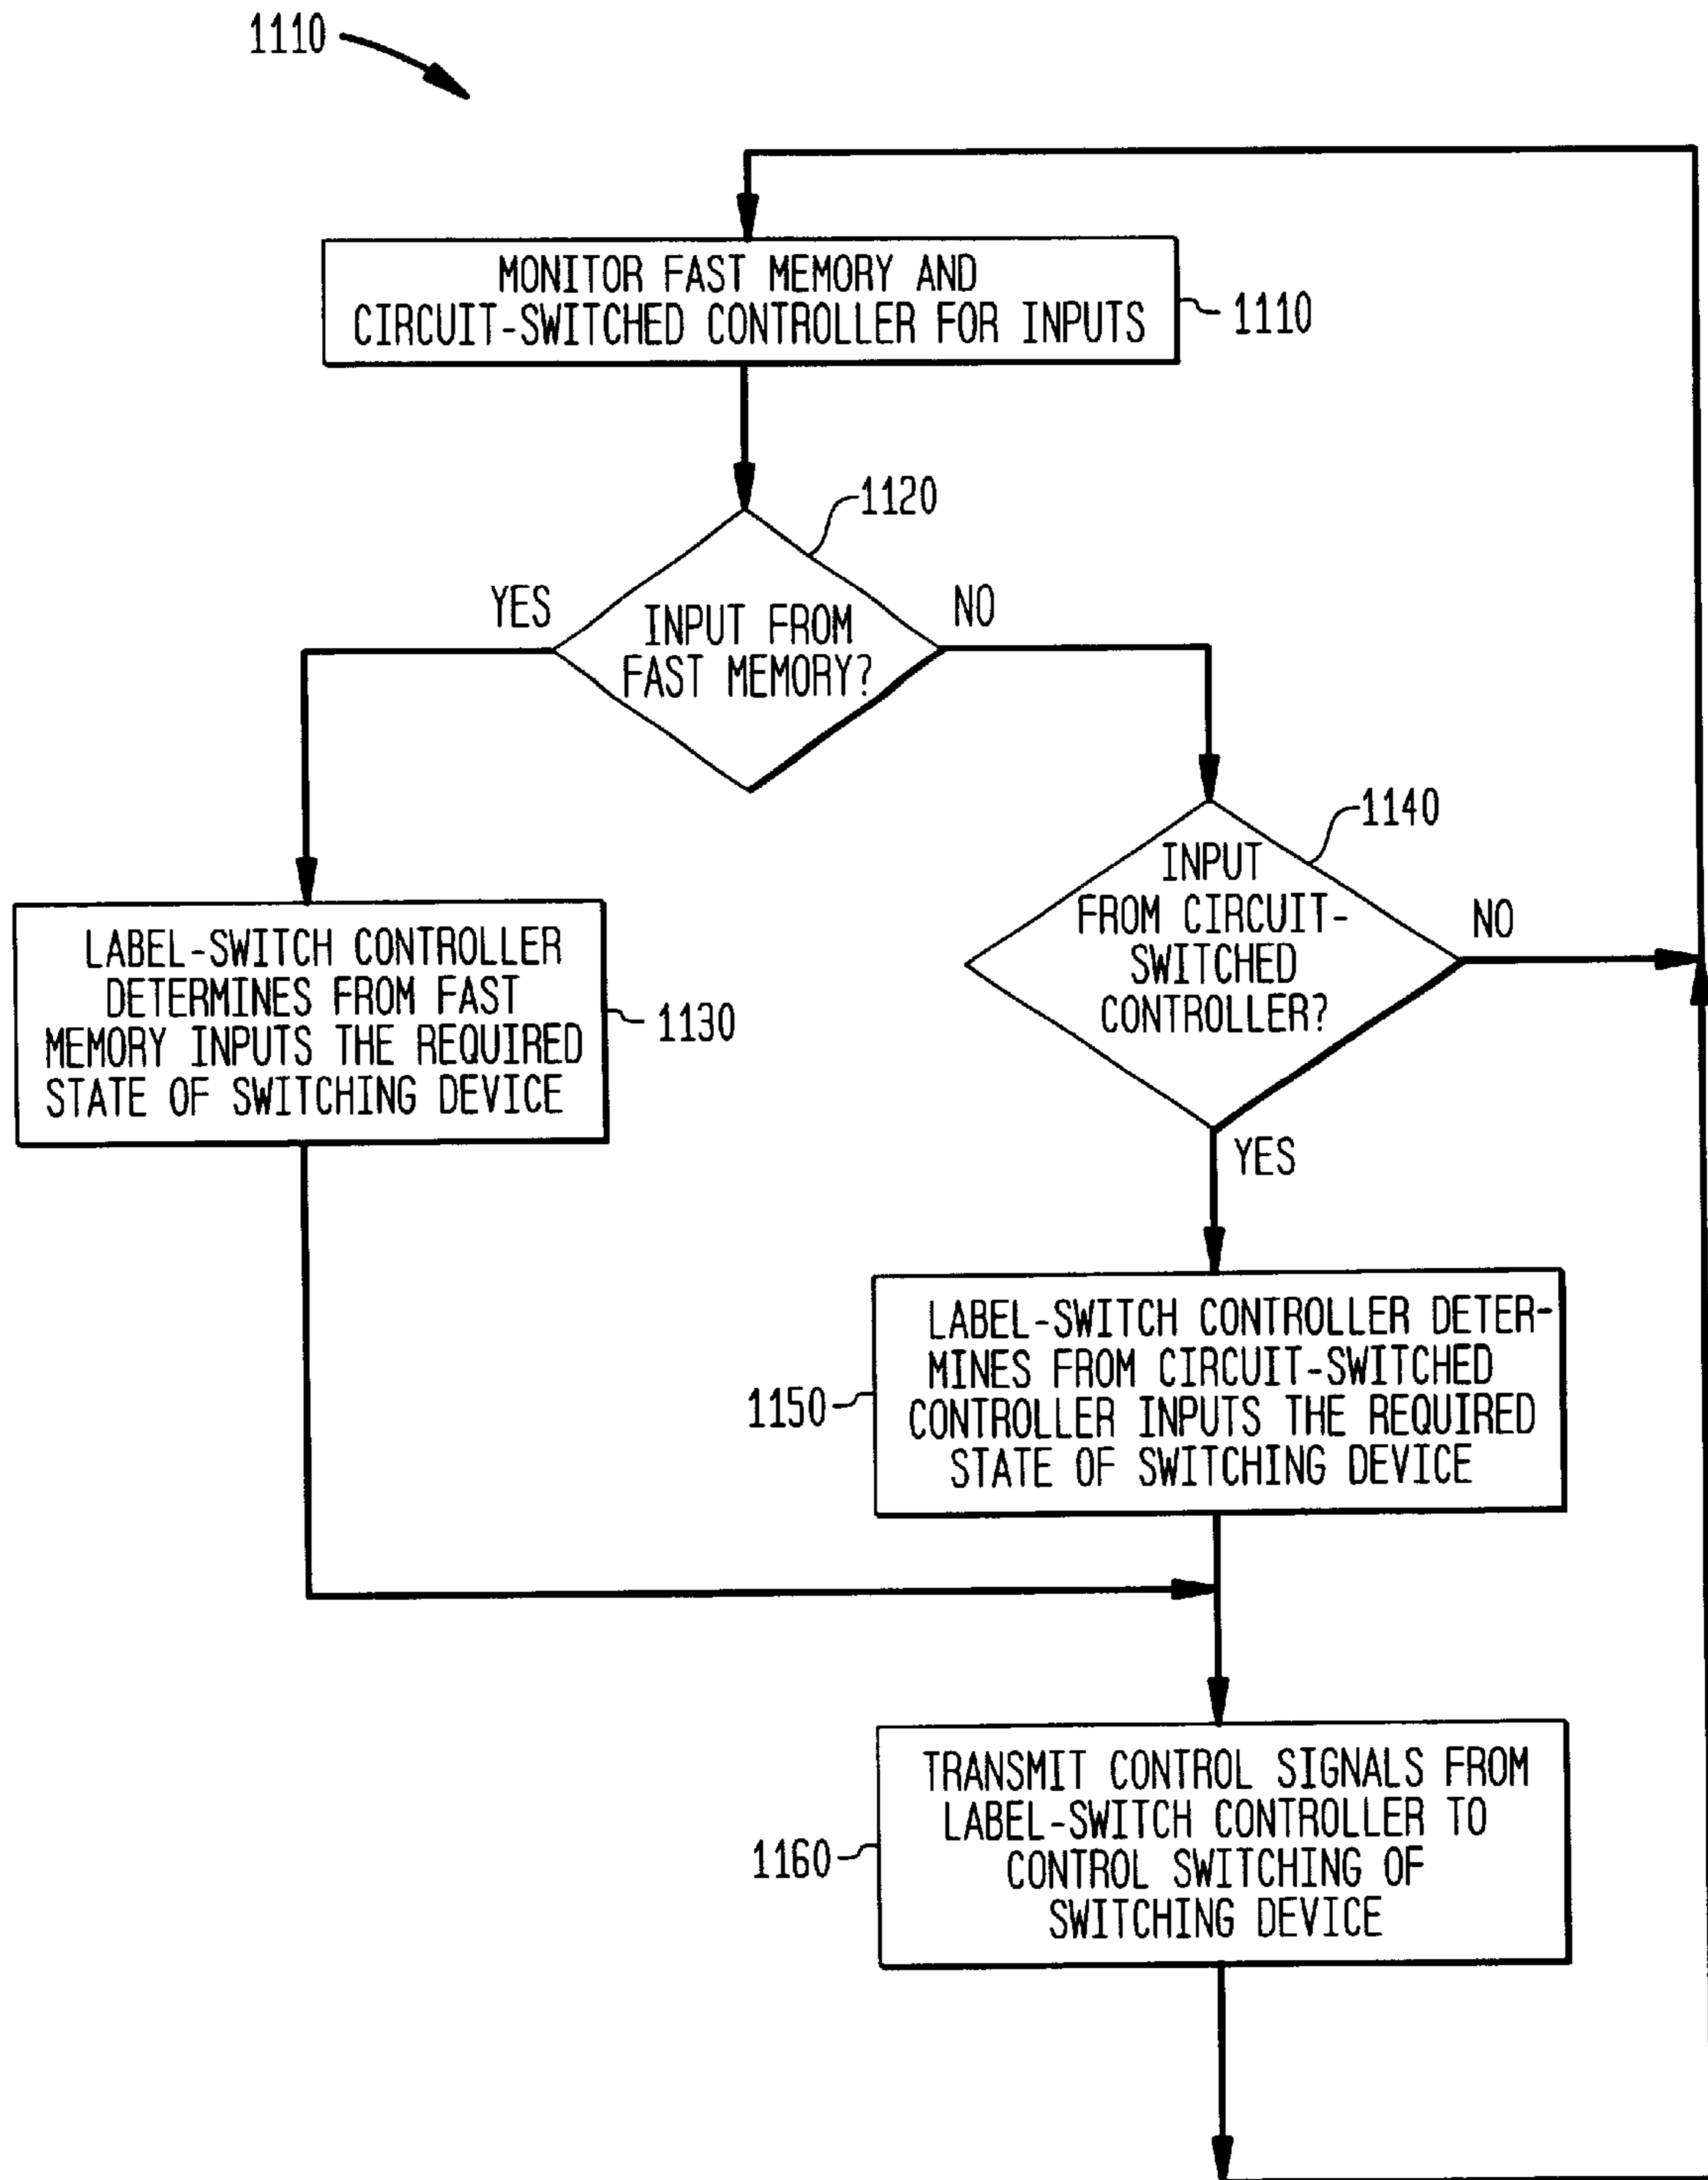 1110
MONITOR FAST MEMORY AND
CIRCUIT-SWITCHED CONTROLLER FOR INPUTS
1110
1120
YES
NO
INPUT FROM
FAST MEMORY?
1140
INPUT
FROM CIRCUIT-
SWITCHED
CONTROLLER?
NO
LABEL-SWITCH CONTROLLER
DETERMINES FROM FAST
MEMORY INPUTS THE REQUIRED
STATE OF SWITCHING DEVICE
1130
YES
LABEL-SWITCH CONTROLLER DETER-
MINES FROM CIRCUIT-SWITCHED
CONTROLLER INPUTS THE REQUIRED
STATE OF SWITCHING DEVICE
1150
TRANSMIT CONTROL SIGNALS FROM
LABEL-SWITCH CONTROLLER TO
CONTROL SWITCHING OF
SWITCHING DEVICE
1160